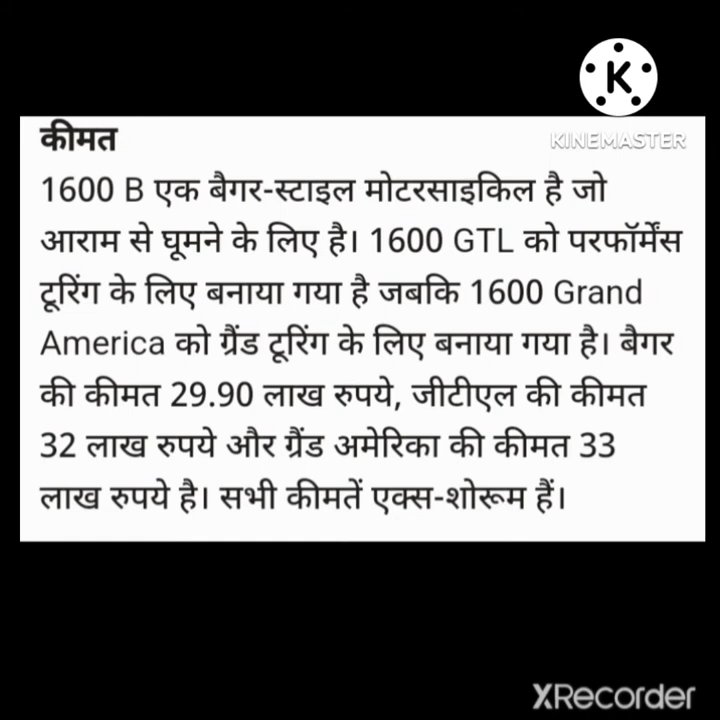 K
KINEMASTER
कीमत
1600 B एक बैगर-स्टाइल मोटरसाइकिल है जो
आराम से घूमने के लिए है। 1600 GTL को परफॉर्मेंस
टूरिंग के लिए बनाया गया है जबकि 1600 Grand
America को ग्रैंड टूरिंग के लिए बनाया गया है। बैगर
की कीमत 29.90 लाख रुपये, जीटीएल की कीमत
32 लाख रुपये और ग्रैंड अमेरिका की कीमत 33
लाख रुपये है। सभी कीमतें एक्स-शोरूम हैं।
XRecorder